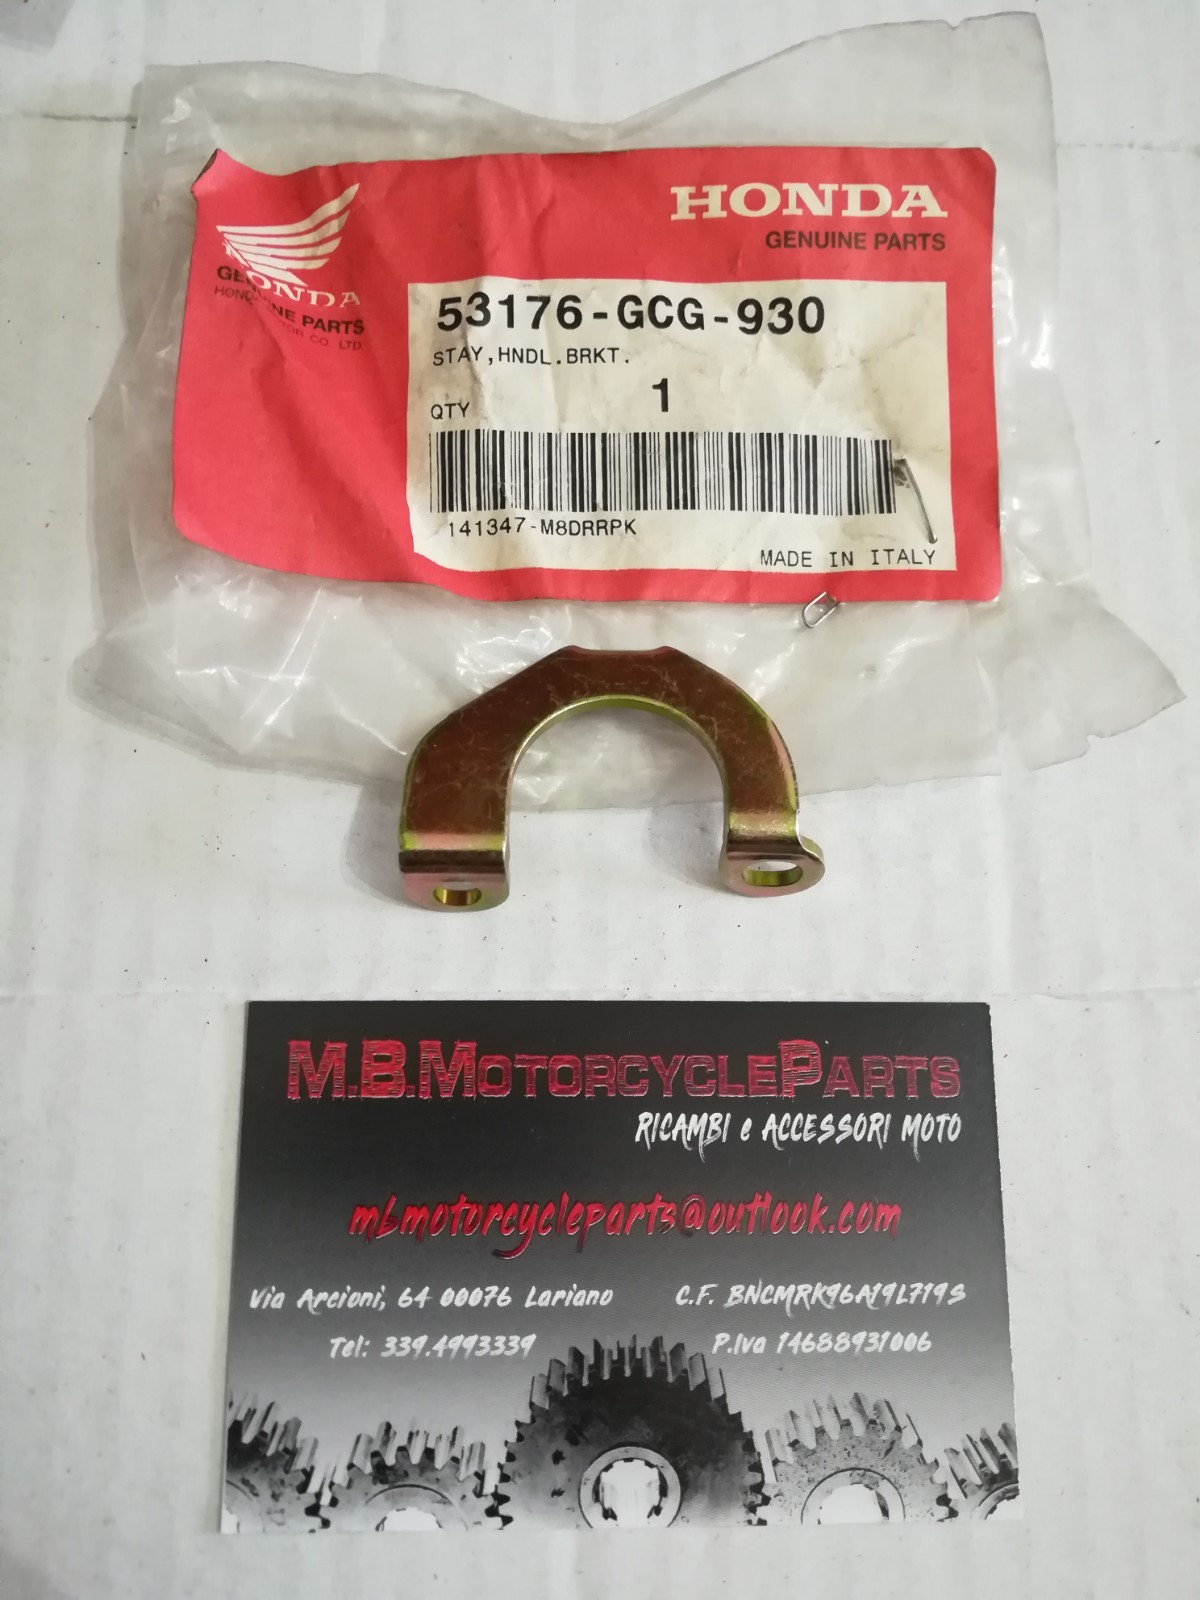 HONDA
GENUINE PARTS
HONDA
GENUINE PARTS
53176-GCG-930
STAY,HNDL.BRKT.
QTY 1
141347-M8DRRPK
MADE IN ITALY
M.B.MOTORCYCLEPARTS
RICAMBI e ACCESSORI MOTO
mbmotorcycleparts@outlook.com
Via Arcioni, 64 00076 Lariano
C.F. BNCMRK96A19L719S
Tel: 339.4993339
P.Iva 14688931006